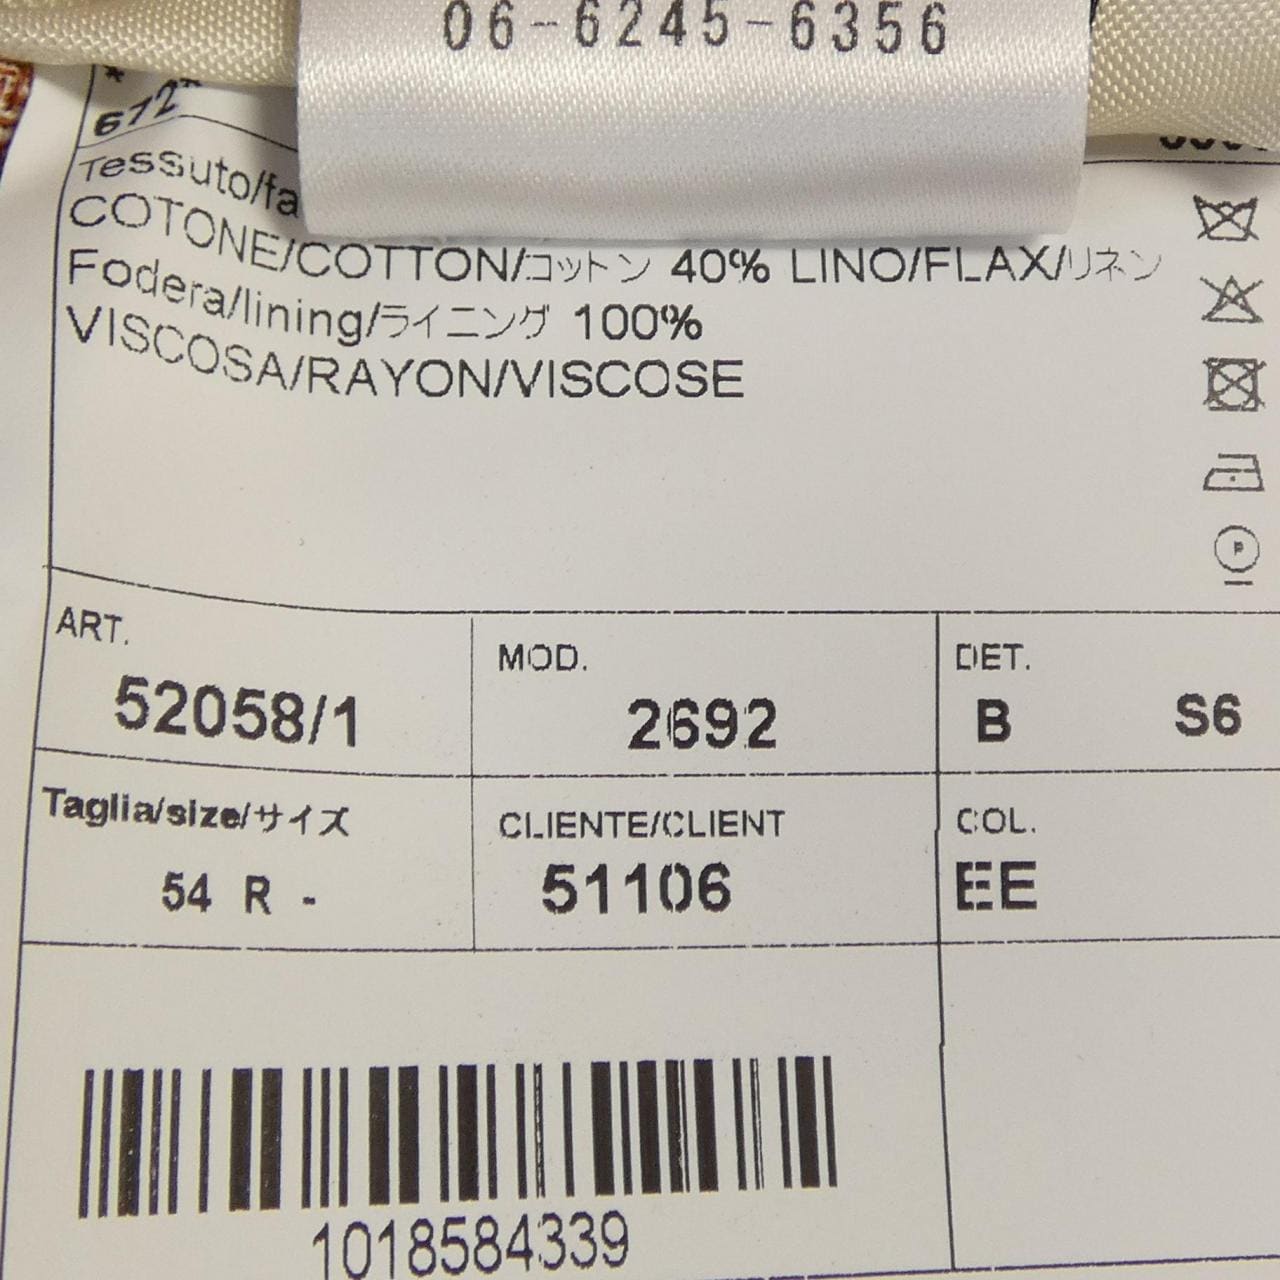 06-6245-6356
*
672*
Tessuto/fa
COTONE/COTTON/コットン 40% LINO/FLAX/リネン
Fodera/lining/ライニング 100%
VISCOSA/RAYON/VISCOSE
P
ART.
52058/1
MOD.
2692
DET.
B S6
Taglia/size/サイズ
54 R -
CLIENTE/CLIENT
51106
COL.
EE
1018584339